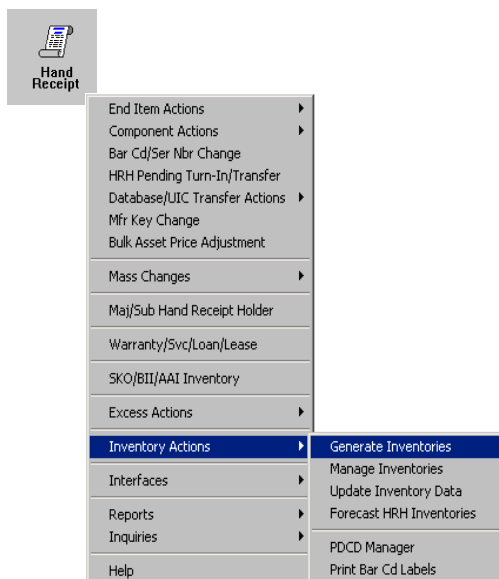 Hand
Receipt
End Item Actions
Component Actions
Bar Cd/Ser Nbr Change
HRH Pending Turn-In/Transfer
Database/UIC Transfer Actions
Mfr Key Change
Bulk Asset Price Adjustment
Mass Changes
Maj/Sub Hand Receipt Holder
Warranty/Svc/Loan/Lease
SKO/BII/AAI Inventory
Excess Actions
Inventory Actions
Interfaces
Reports
Inquiries
Help
Generate Inventories
Manage Inventories
Update Inventory Data
Forecast HRH Inventories
PDCD Manager
Print Bar Cd Labels